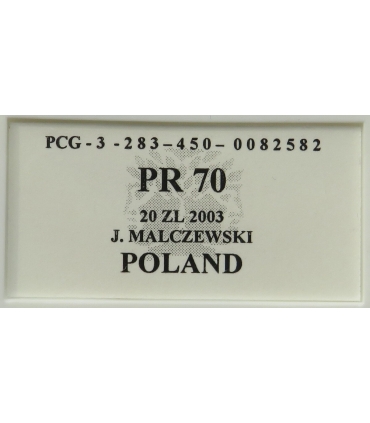 PCG - 3 - 283 - 450 - 0082582
PR 70
20 ZL 2003
J. MALCZEWSKI
POLAND